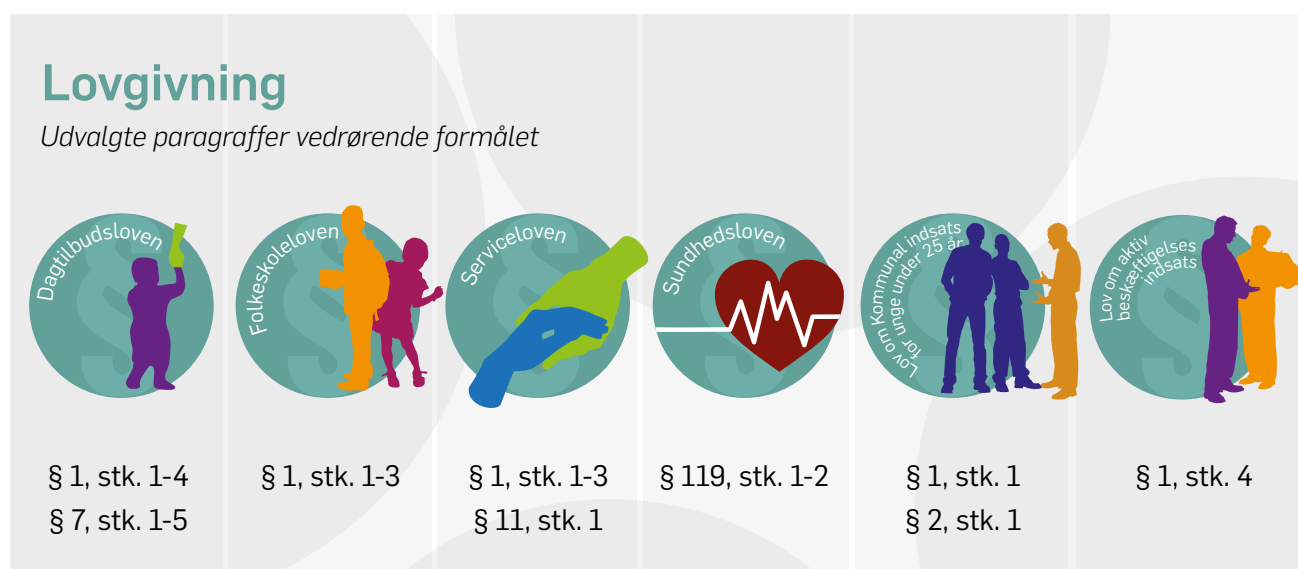 Lovgivning
Udvalgte paragraffer vedrørende formålet
Dagtilbudsloven
§ 1, stk. 1-4
§ 7, stk. 1-5
Folkeskoleloven
§ 1, stk. 1-3
Serviceloven
§ 1, stk. 1-3
§ 11, stk. 1
Sundhedsloven
§ 119, stk. 1-2
Lov om Kommunal indsats
for unge under 25 år
§ 1, stk. 1
§ 2, stk. 1
Lov om aktiv
beskæftigelses
indsats
§ 1, stk. 4